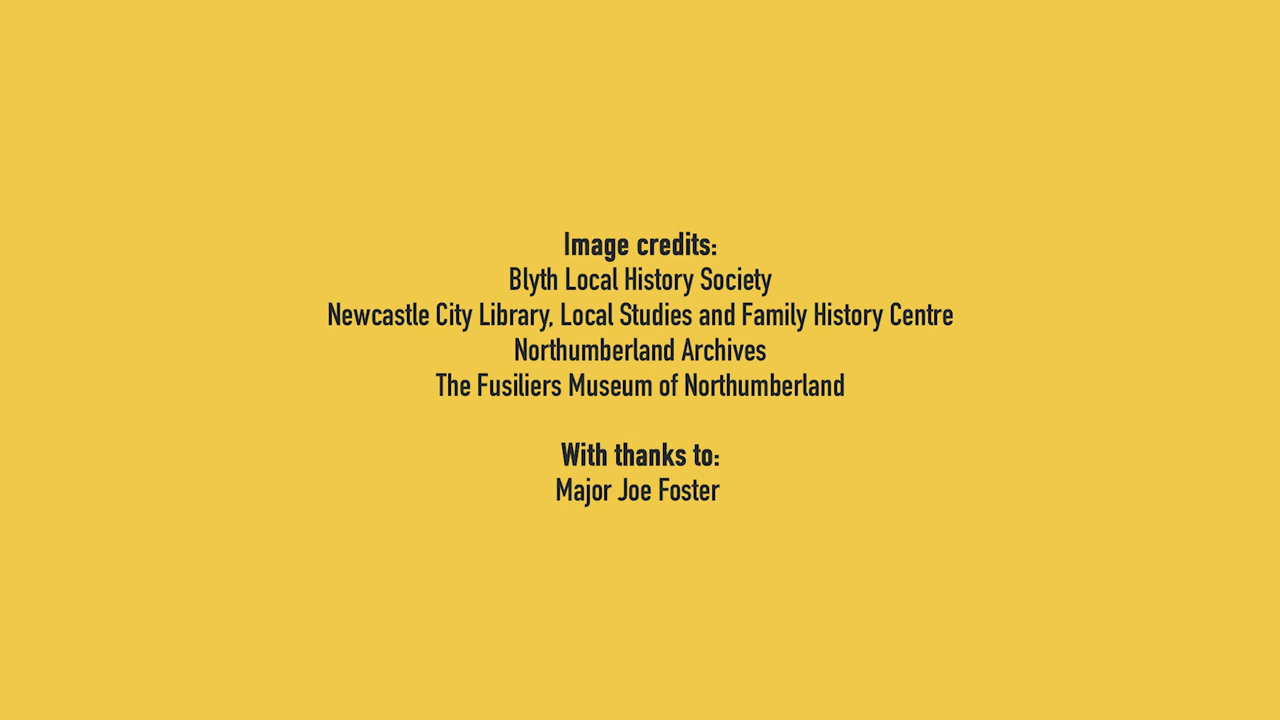 Image credits:
Blyth Local History Society
Newcastle City Library, Local Studies and Family History Centre
Northumberland Archives
The Fusiliers Museum of Northumberland
With thanks to:
Major Joe Foster